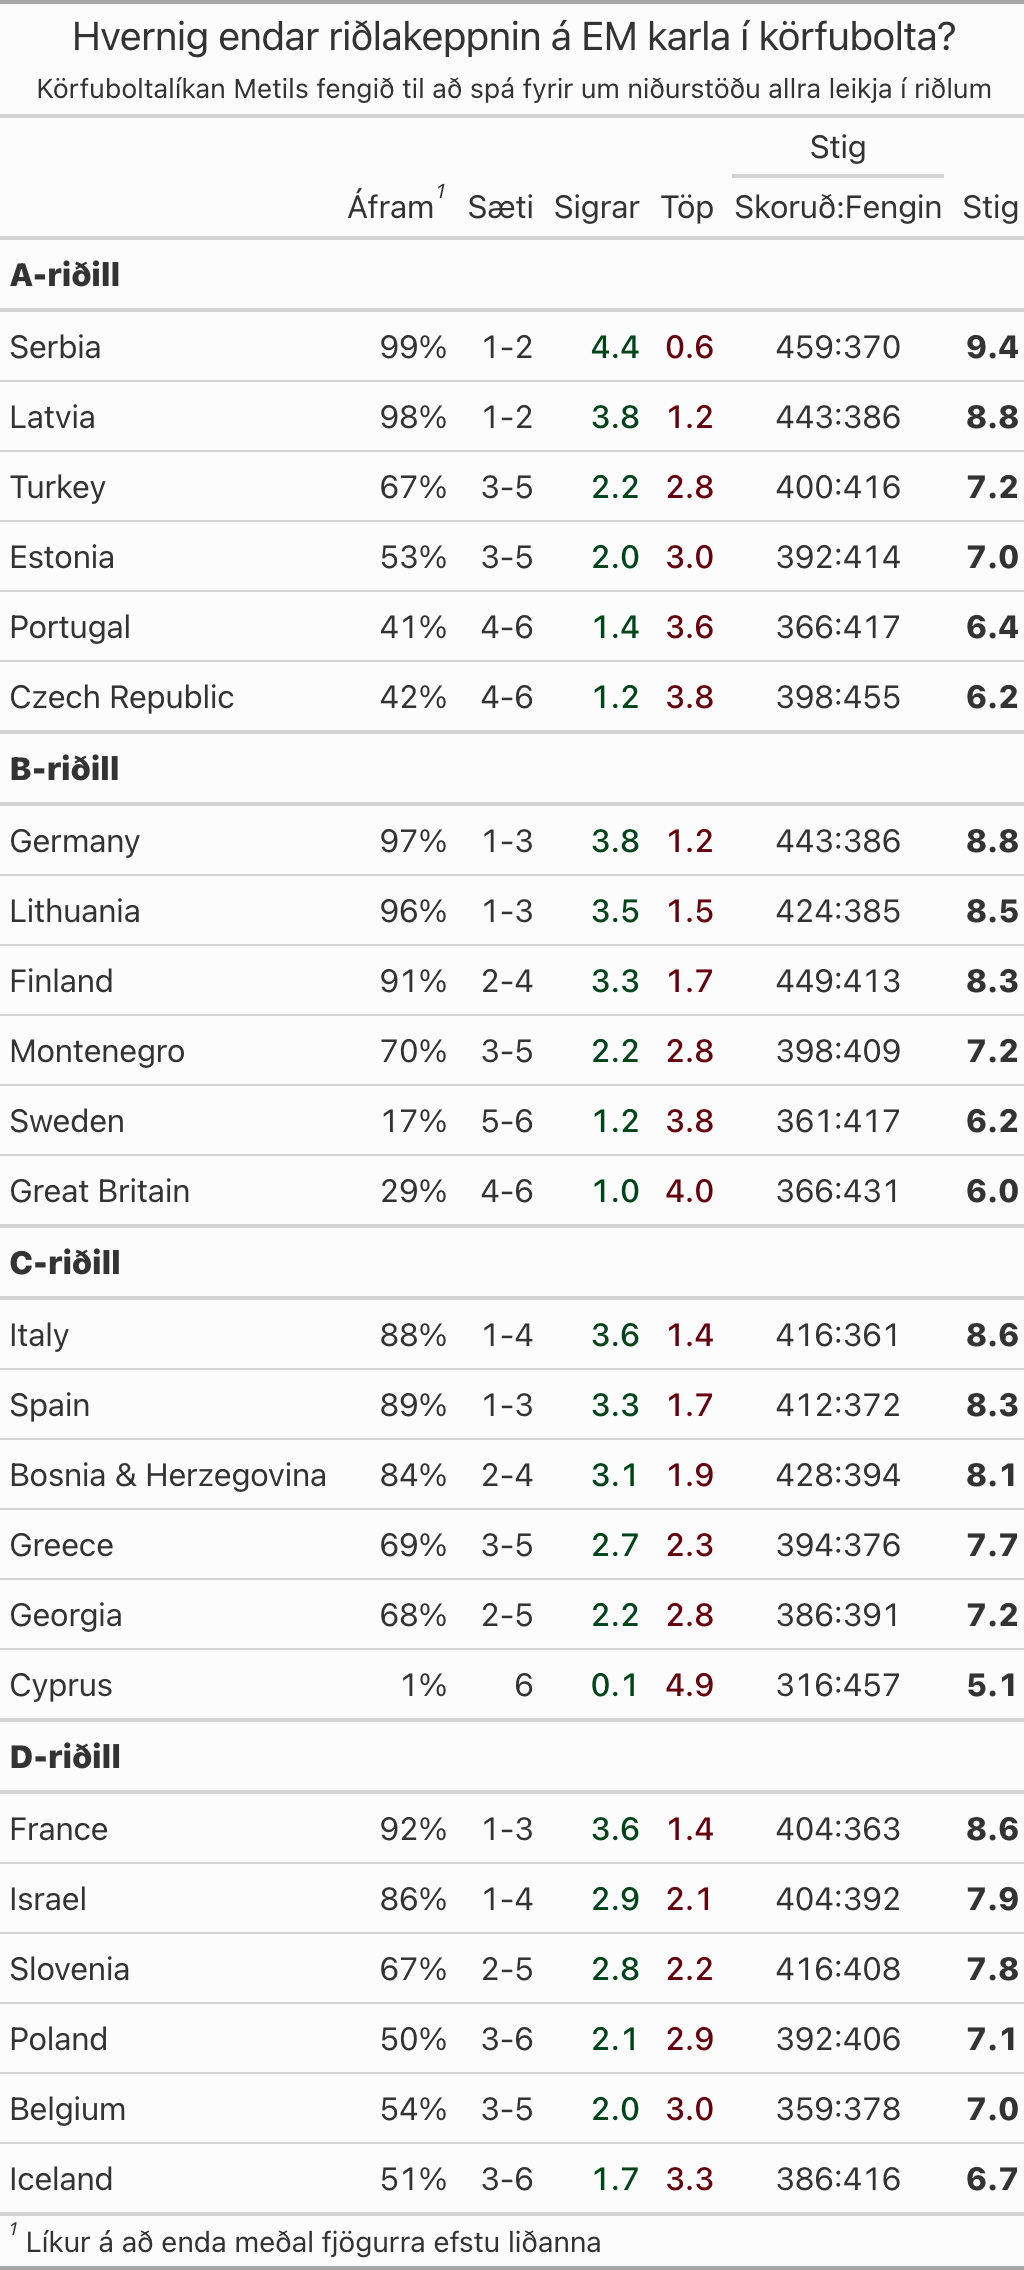 Hvernig endar riðlakeppnin á EM karla í körfubolta?
Körfuboltalíkan Metils fengið til að spá fyrir um niðurstöðu allra leikja í riðlum
Stig
Áfram1 Sæti Sigrar Töp Skoruð:Fengin Stig
A-riðill
Serbia 99% 1-2 4.4 0.6 459:370 9.4
Latvia 98% 1-2 3.8 1.2 443:386 8.8
Turkey 67% 3-5 2.2 2.8 400:416 7.2
Estonia 53% 3-5 2.0 3.0 392:414 7.0
Portugal 41% 4-6 1.4 3.6 366:417 6.4
Czech Republic 42% 4-6 1.2 3.8 398:455 6.2
B-riðill
Germany 97% 1-3 3.8 1.2 443:386 8.8
Lithuania 96% 1-3 3.5 1.5 424:385 8.5
Finland 91% 2-4 3.3 1.7 449:413 8.3
Montenegro 70% 3-5 2.2 2.8 398:409 7.2
Sweden 17% 5-6 1.2 3.8 361:417 6.2
Great Britain 29% 4-6 1.0 4.0 366:431 6.0
C-riðill
Italy 88% 1-4 3.6 1.4 416:361 8.6
Spain 89% 1-3 3.3 1.7 412:372 8.3
Bosnia & Herzegovina 84% 2-4 3.1 1.9 428:394 8.1
Greece 69% 3-5 2.7 2.3 394:376 7.7
Georgia 68% 2-5 2.2 2.8 386:391 7.2
Cyprus 1% 6 0.1 4.9 316:457 5.1
D-riðill
France 92% 1-3 3.6 1.4 404:363 8.6
Israel 86% 1-4 2.9 2.1 404:392 7.9
Slovenia 67% 2-5 2.8 2.2 416:408 7.8
Poland 50% 3-6 2.1 2.9 392:406 7.1
Belgium 54% 3-5 2.0 3.0 359:378 7.0
Iceland 51% 3-6 1.7 3.3 386:416 6.7
1 Líkur á að enda meðal fjögurra efstu liðanna